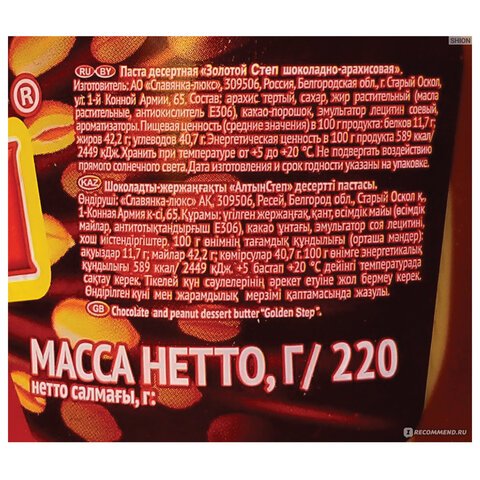 SHION
®
RU BY Паста десертная «Золотой Степ шоколадно-арахисовая».
Изготовитель: АО «Славянка-люкс», 309506, Россия, Белгородская обл., г. Старый Оскол,
ул. 1-й Конной Армии, 65. Состав: арахис тертый, сахар, жир растительный (масла
растительные, антиокислитель Е306), какао-порошок, эмульгатор лецитин соевый,
ароматизаторы. Пищевая ценность (средние значения) в 100 г продукта: белков 11,7 г;
жиров 42,2 г; углеводов 40,7 г. Энергетическая ценность в 100 г продукта 589 ккал/
2449 кДж. Хранить при температуре от +5 до +20 °С. Не подвергать воздействию
прямого солнечного света. Дата изготовления и срок годности указаны на упаковке.
KAZ Шоколадты-жержаңғақты «АлтынСтеп» десертті пастасы.
Өндіруші: «Славянка-люкс» АК, 309506, Ресей, Белгород обл., Старый Оскол қ.,
1-Конная Армия к-сі, 65. Құрамы: үгілген жержаңғақ, қант, өсімдік майы (өсімдік
майлар, антитотықтандырғыш Е306), какао ұнтағы, эмульгатор соя лецитині,
хош иістендіргіштер. 100 г өнімнің тағамдық құндылығы (орташа мәндер):
ақуыздар 11,7 г; майлар 42,2 г; көмірсулар 40,7 г. 100 г өнімге энергетикалық
құндылығы 589 ккал/ 2449 кДж. +5 бастап +20 °С дейінгі температурада
сақтау керек. Тікелей күн сәулелерінің әрекет етуіне жол бермеу керек.
Өндірілген күні мен жарамдылық мерзімі қаптамасында жазулы.
GB Chocolate and peanut dessert butter "Golden Step".
МАССА НЕТТО, Г/ 220
нетто салмағы, г:
IRECOMMEND.RU